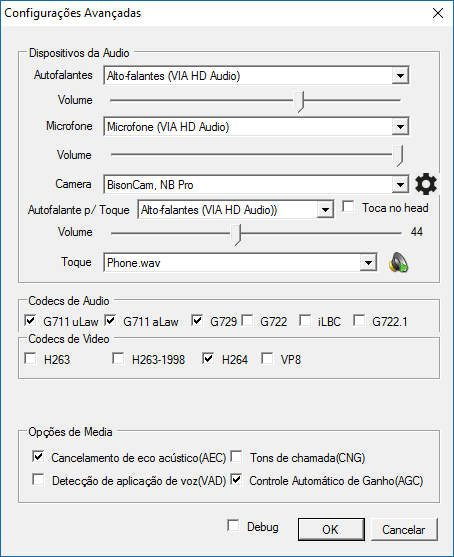 Configurações Avançadas
Dispositivos da Audio
Autofalantes Alto-falantes (VIA HD Audio)
Volume
Microfone Microfone (VIA HD Audio)
Volume
Camera BisonCam, NB Pro
Autofalante p/ Toque Alto-falantes (VIA HD Audio)) Toca no head
Volume 44
Toque Phone.wav
Codecs de Audio
G711 uLaw G711 aLaw G729 G722 iLBC G722.1
Codecs de Video
H263 H263-1998 H264 VP8
Opções de Media
Cancelamento de eco acústico(AEC) Tons de chamada(CNG)
Detecção de aplicação de voz(VAD) Controle Automático de Ganho(AGC)
Debug OK Cancelar